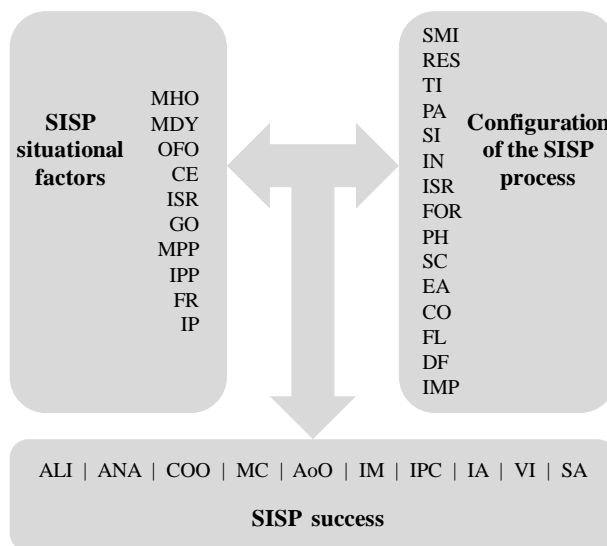 SISP
situational
factors
MHO
MDY
OFO
CE
ISR
GO
MPP
IPP
FR
IP
SMI
RES
TI
PA
SI
IN
ISR
FOR
PH
SC
EA
CO
FL
DF
IMP
Configuration
of the SISP
process
ALI | ANA | COO | MC | AoO | IM | IPC | IA | VI | SA
SISP success